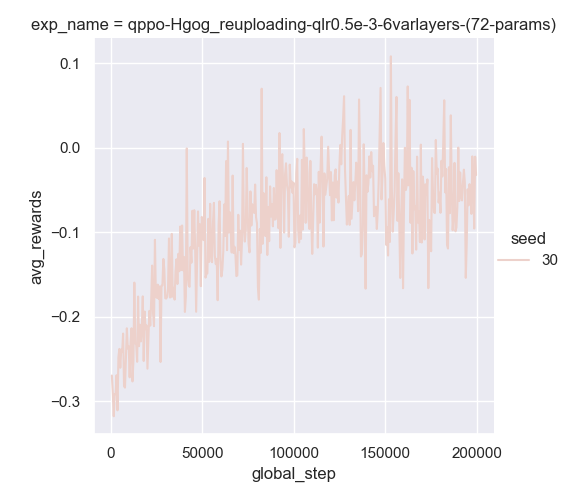 exp_name = qppo-Hgog_reuploading-qlr0.5e-3-6varlayers-(72-params)
0.1
0.0
−0.1
−0.2
−0.3
avg_rewards
0
50000
100000
150000
200000
global_step
seed
30